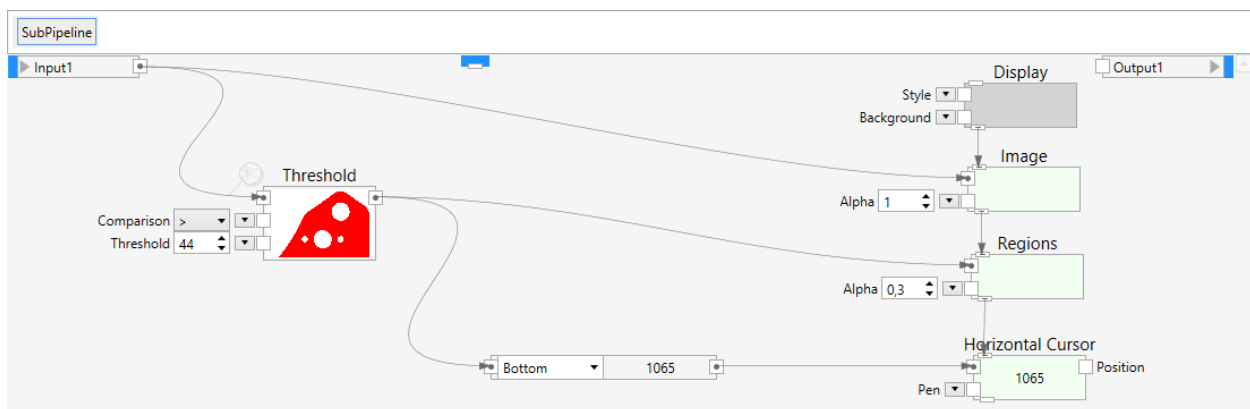 SubPipeline
Input1
Output1
Display
Style
Background
Image
Threshold
Alpha 1
Comparison >
Threshold 44
Regions
Alpha 0,3
Horizontal Cursor
Bottom 1065
1065
Position
Pen